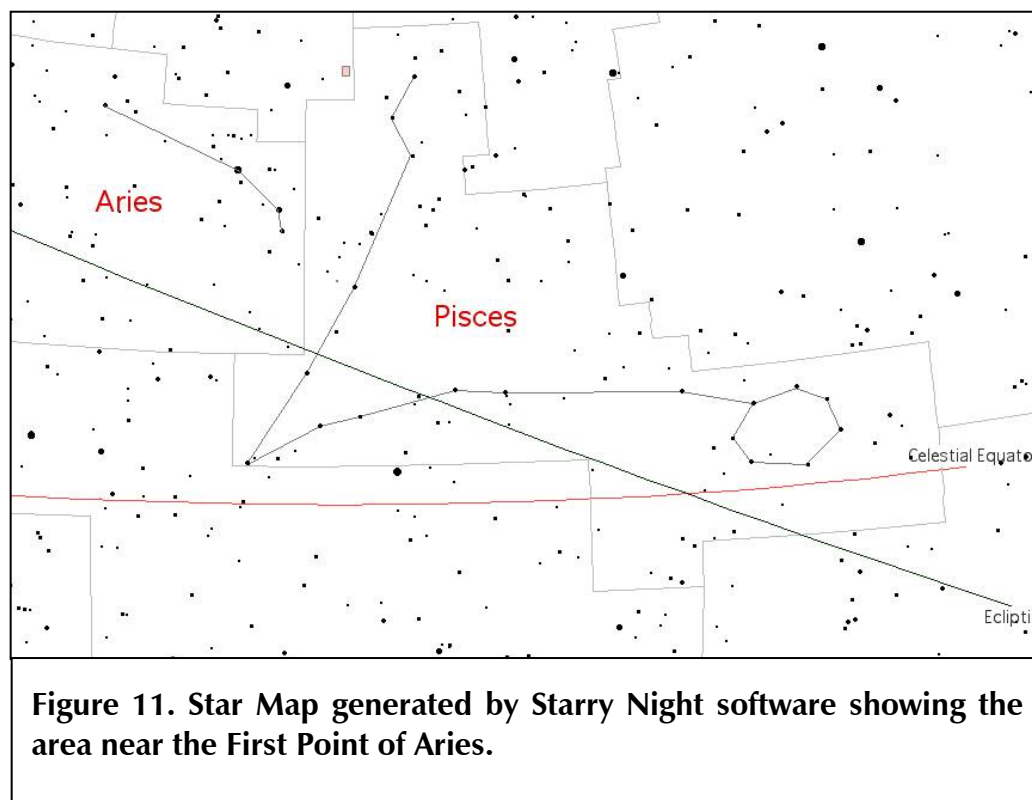 Aries
Pisces
Celestial Equato
Eclipti
Figure 11. Star Map generated by Starry Night software showing the
area near the First Point of Aries.